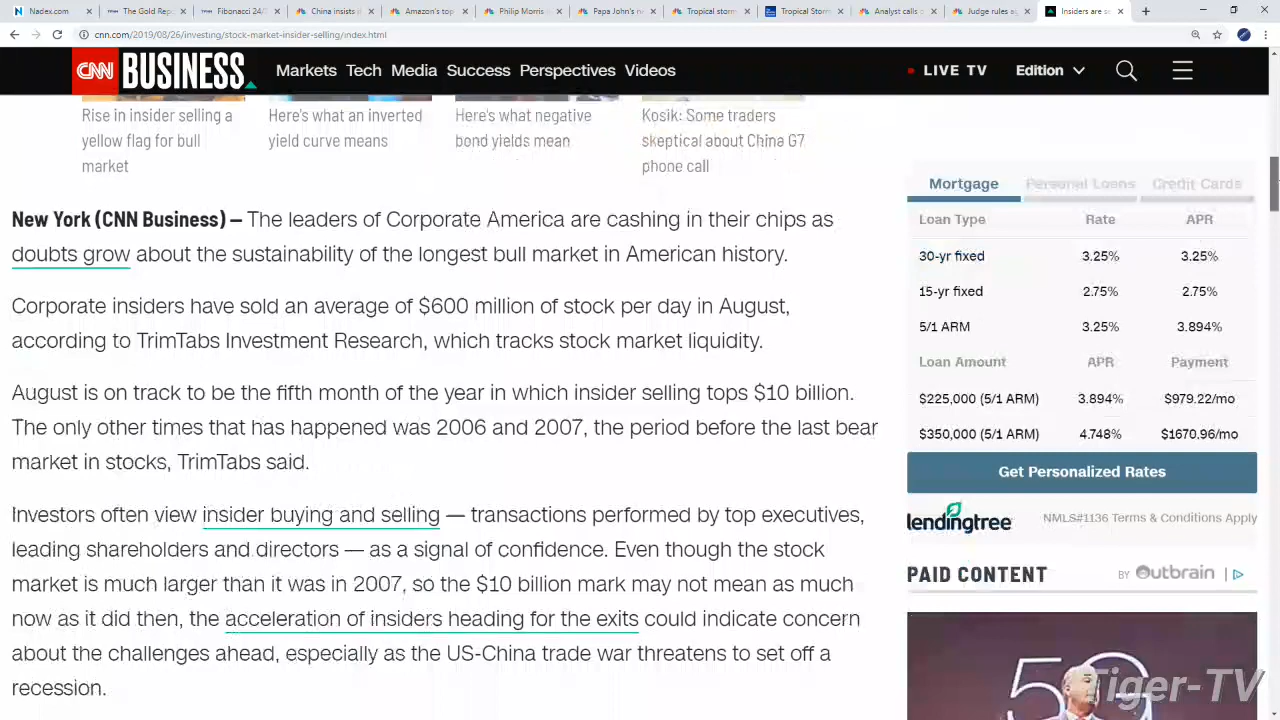 Nadex.com
The Gold Rep
Fibonacci 24/7
China insists i
Amazon's top
Philip Morris
Papa John's n
Tropical storm
Tropical Storm
Analyst calls o
Judge rules a
Insiders are s
cnn.com/2019/08/26/investing/stock-market-insider-selling/index.html
CNN BUSINESS Markets Tech Media Success Perspectives Videos LIVE TV Edition
Rise in insider selling a
yellow flag for bull
market
Here's what an inverted
yield curve means
Here's what negative
bond yields mean
Kosik: Some traders
skeptical about China G7
phone call
New York (CNN Business) — The leaders of Corporate America are cashing in their chips as
doubts grow about the sustainability of the longest bull market in American history.
Corporate insiders have sold an average of $600 million of stock per day in August,
according to TrimTabs Investment Research, which tracks stock market liquidity.
August is on track to be the fifth month of the year in which insider selling tops $10 billion.
The only other times that has happened was 2006 and 2007, the period before the last bear
market in stocks, TrimTabs said.
Investors often view insider buying and selling — transactions performed by top executives,
leading shareholders and directors — as a signal of confidence. Even though the stock
market is much larger than it was in 2007, so the $10 billion mark may not mean as much
now as it did then, the acceleration of insiders heading for the exits could indicate concern
about the challenges ahead, especially as the US-China trade war threatens to set off a
recession.
Mortgage Personal Loans Credit Cards
Loan Type Rate APR
30-yr fixed 3.25% 3.25%
15-yr fixed 2.75% 2.75%
5/1 ARM 3.25% 3.894%
Loan Amount APR Payment
$225,000 (5/1 ARM) 3.894% $979.22/mo
$350,000 (5/1 ARM) 4.748% $1670.96/mo
Get Personalized Rates
lendingtree NMLS#1136 Terms & Conditions Apply
PAID CONTENT BY Outbrain
50
Tiger-TV